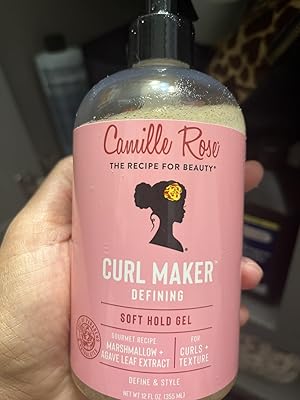 Camille Rose®
THE RECIPE FOR BEAUTY®
CURL MAKER™
DEFINING
SOFT HOLD GEL
GOURMET RECIPE
MARSHMALLOW +
AGAVE LEAF EXTRACT
FOR
CURLS +
TEXTURE
DEFINE & STYLE
NET WT 12 FL OZ (355 ML)